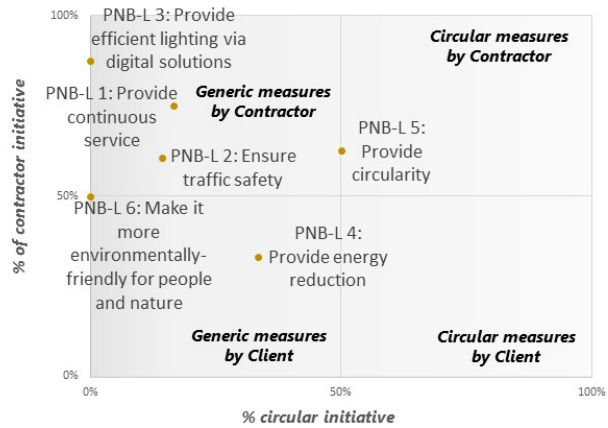 100%
PNB-L 3: Provide
efficient lighting via
digital solutions
Circular measures
by Contractor
PNB-L 1: Provide
continuous
service
Generic measures
by Contractor
PNB-L 5:
Provide
circularity
PNB-L 2: Ensure
traffic safety
% of contractor initiative
50%
PNB-L 6: Make it
more
environmentally-
friendly for people
and nature
PNB-L 4:
Provide energy
reduction
Generic measures
by Client
Circular measures
by Client
0%
0%
50%
100%
% circular initiative